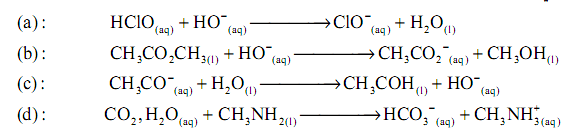 (a): HClO(aq) + HO⁻(aq) ⟶ ClO⁻(aq) + H₂O(l)
(b): CH₃CO₂CH₃(l) + HO⁻(aq) ⟶ CH₃CO₂⁻(aq) + CH₃OH(l)
(c): CH₃CO⁻(aq) + H₂O(l) ⟶ CH₃COH(l) + HO⁻(aq)
(d): CO₂,H₂O(aq) + CH₃NH₂(l) ⟶ HCO₃⁻(aq) + CH₃NH₃⁺(aq)